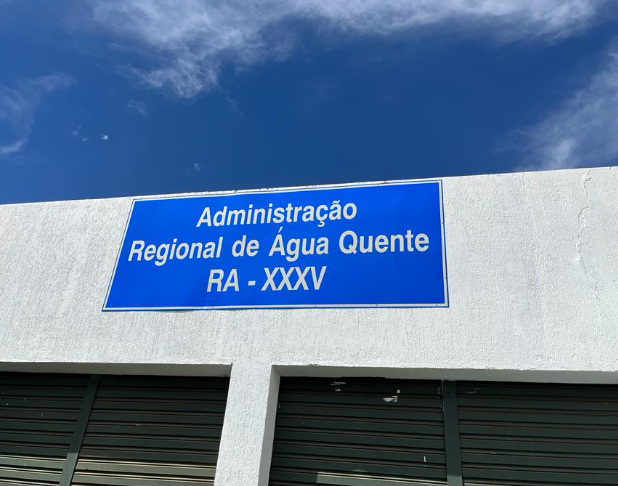 Administração
Regional de Água Quente
RA - XXXV